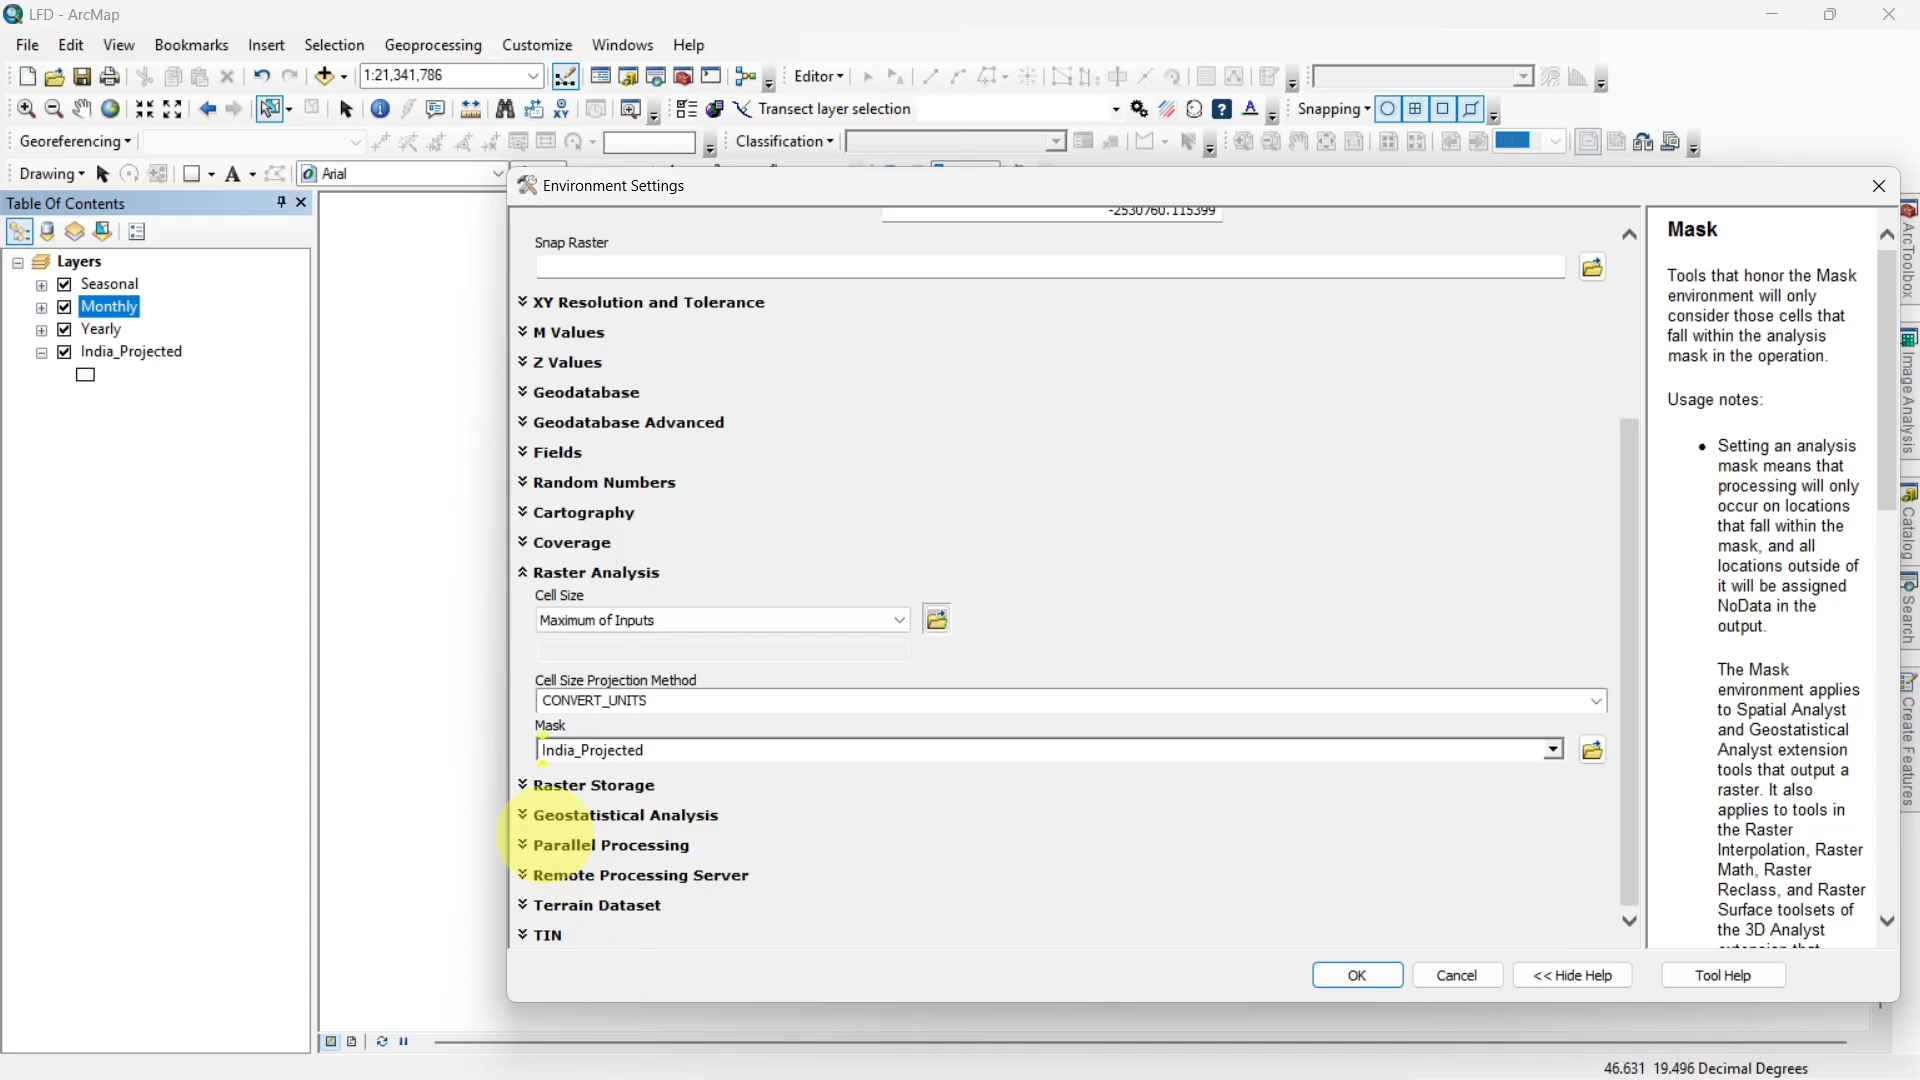 LFD - ArcMap
File Edit View Bookmarks Insert Selection Geoprocessing Customize Windows Help
1:21,341,786
Editor
Transect layer selection
Snapping
Georeferencing
Classification
Drawing
A
Arial
Table Of Contents
Layers
Seasonal
Monthly
Yearly
India_Projected
Environment Settings
-2530760.115399
Snap Raster
XY Resolution and Tolerance
M Values
Z Values
Geodatabase
Geodatabase Advanced
Fields
Random Numbers
Cartography
Coverage
Raster Analysis
Cell Size
Maximum of Inputs
Cell Size Projection Method
CONVERT_UNITS
Mask
India_Projected
Raster Storage
Geostatistical Analysis
Parallel Processing
Remote Processing Server
Terrain Dataset
TIN
OK Cancel << Hide Help Tool Help
Mask
Tools that honor the Mask
environment will only
consider those cells that
fall within the analysis
mask in the operation.
Usage notes:
• Setting an analysis
mask means that
processing will only
occur on locations
that fall within the
mask, and all
locations outside of
it will be assigned
NoData in the
output.
The Mask
environment applies
to Spatial Analyst
and Geostatistical
Analyst extension
tools that output a
raster. It also
applies to tools in
the Raster
Interpolation, Raster
Math, Raster
Reclass, and Raster
Surface toolsets of
the 3D Analyst
ArcToolbox
Image Analysis
Catalog
Search
Create Features
46.631 19.496 Decimal Degrees